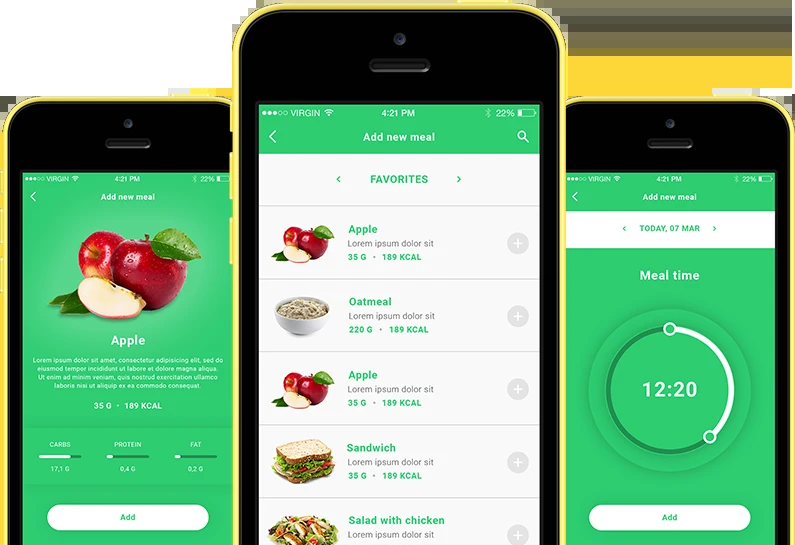 VIRGIN 4:21 PM 22%
Add new meal
Apple
Lorem ipsum dolor sit amet, consectetur adipisicing elit, sed do
eiusmod tempor incididunt ut labore et dolore magna aliqua.
Ut enim ad minim veniam, quis nostrud exercitation ullamco
laboris nisi ut aliquip ex ea commodo consequat.
35 G • 189 KCAL
CARBS PROTEIN FAT
17,1 G 0,4 G 0,2 G
Add
VIRGIN 4:21 PM 22%
Add new meal
FAVORITES
Apple
Lorem ipsum dolor sit
35 G • 189 KCAL
Oatmeal
Lorem ipsum dolor sit
220 G • 189 KCAL
Apple
Lorem ipsum dolor sit
35 G • 189 KCAL
Sandwich
Lorem ipsum dolor sit
35 G • 189 KCAL
Salad with chicken
Lorem ipsum dolor sit
VIRGIN 4:21 PM 22%
Add new meal
TODAY, 07 MAR
Meal time
12:20
Add